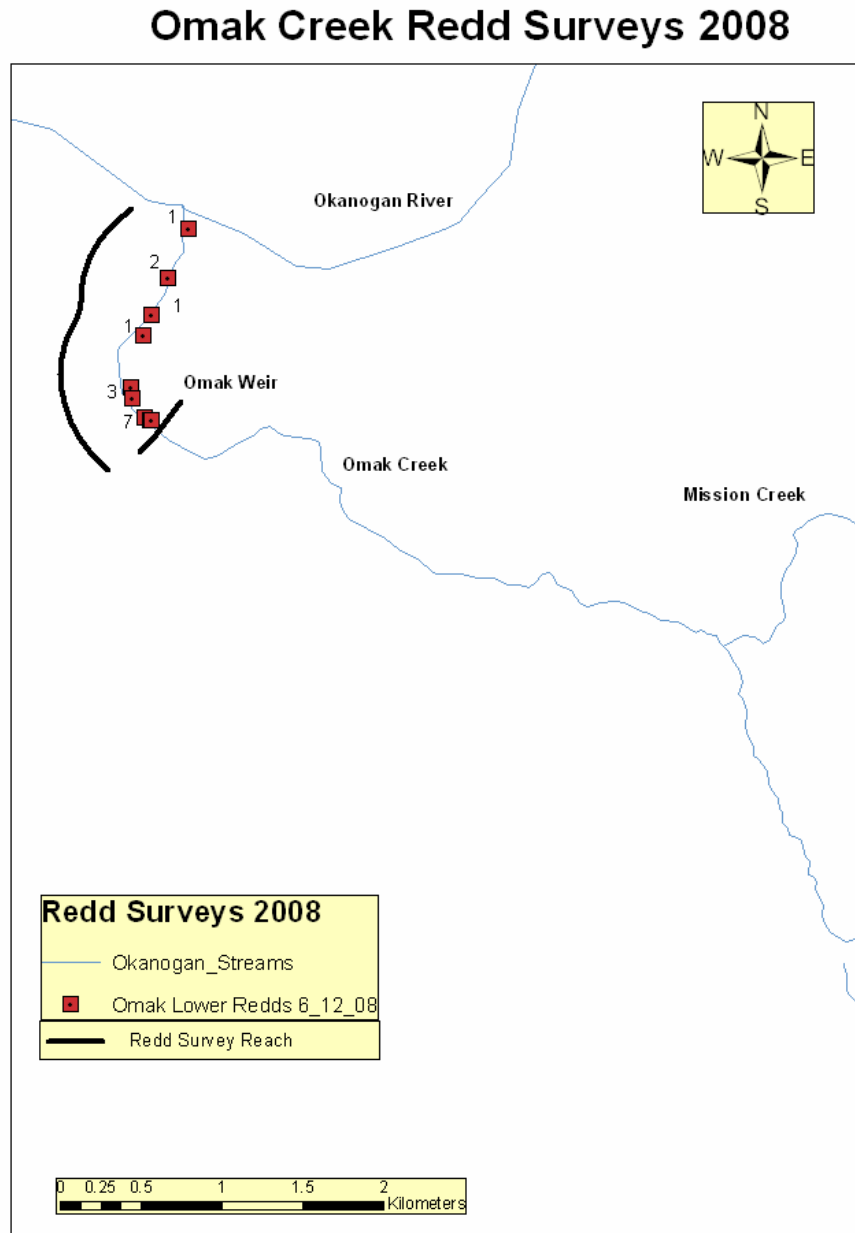 Omak Creek Redd Surveys 2008
N
W E
S
Okanogan River
1
2
1
1
Omak Weir
3
7
Omak Creek
Mission Creek
Redd Surveys 2008
Okanogan_Streams
Omak Lower Redds 6_12_08
Redd Survey Reach
0 0.25 0.5 1 1.5 2
Kilometers